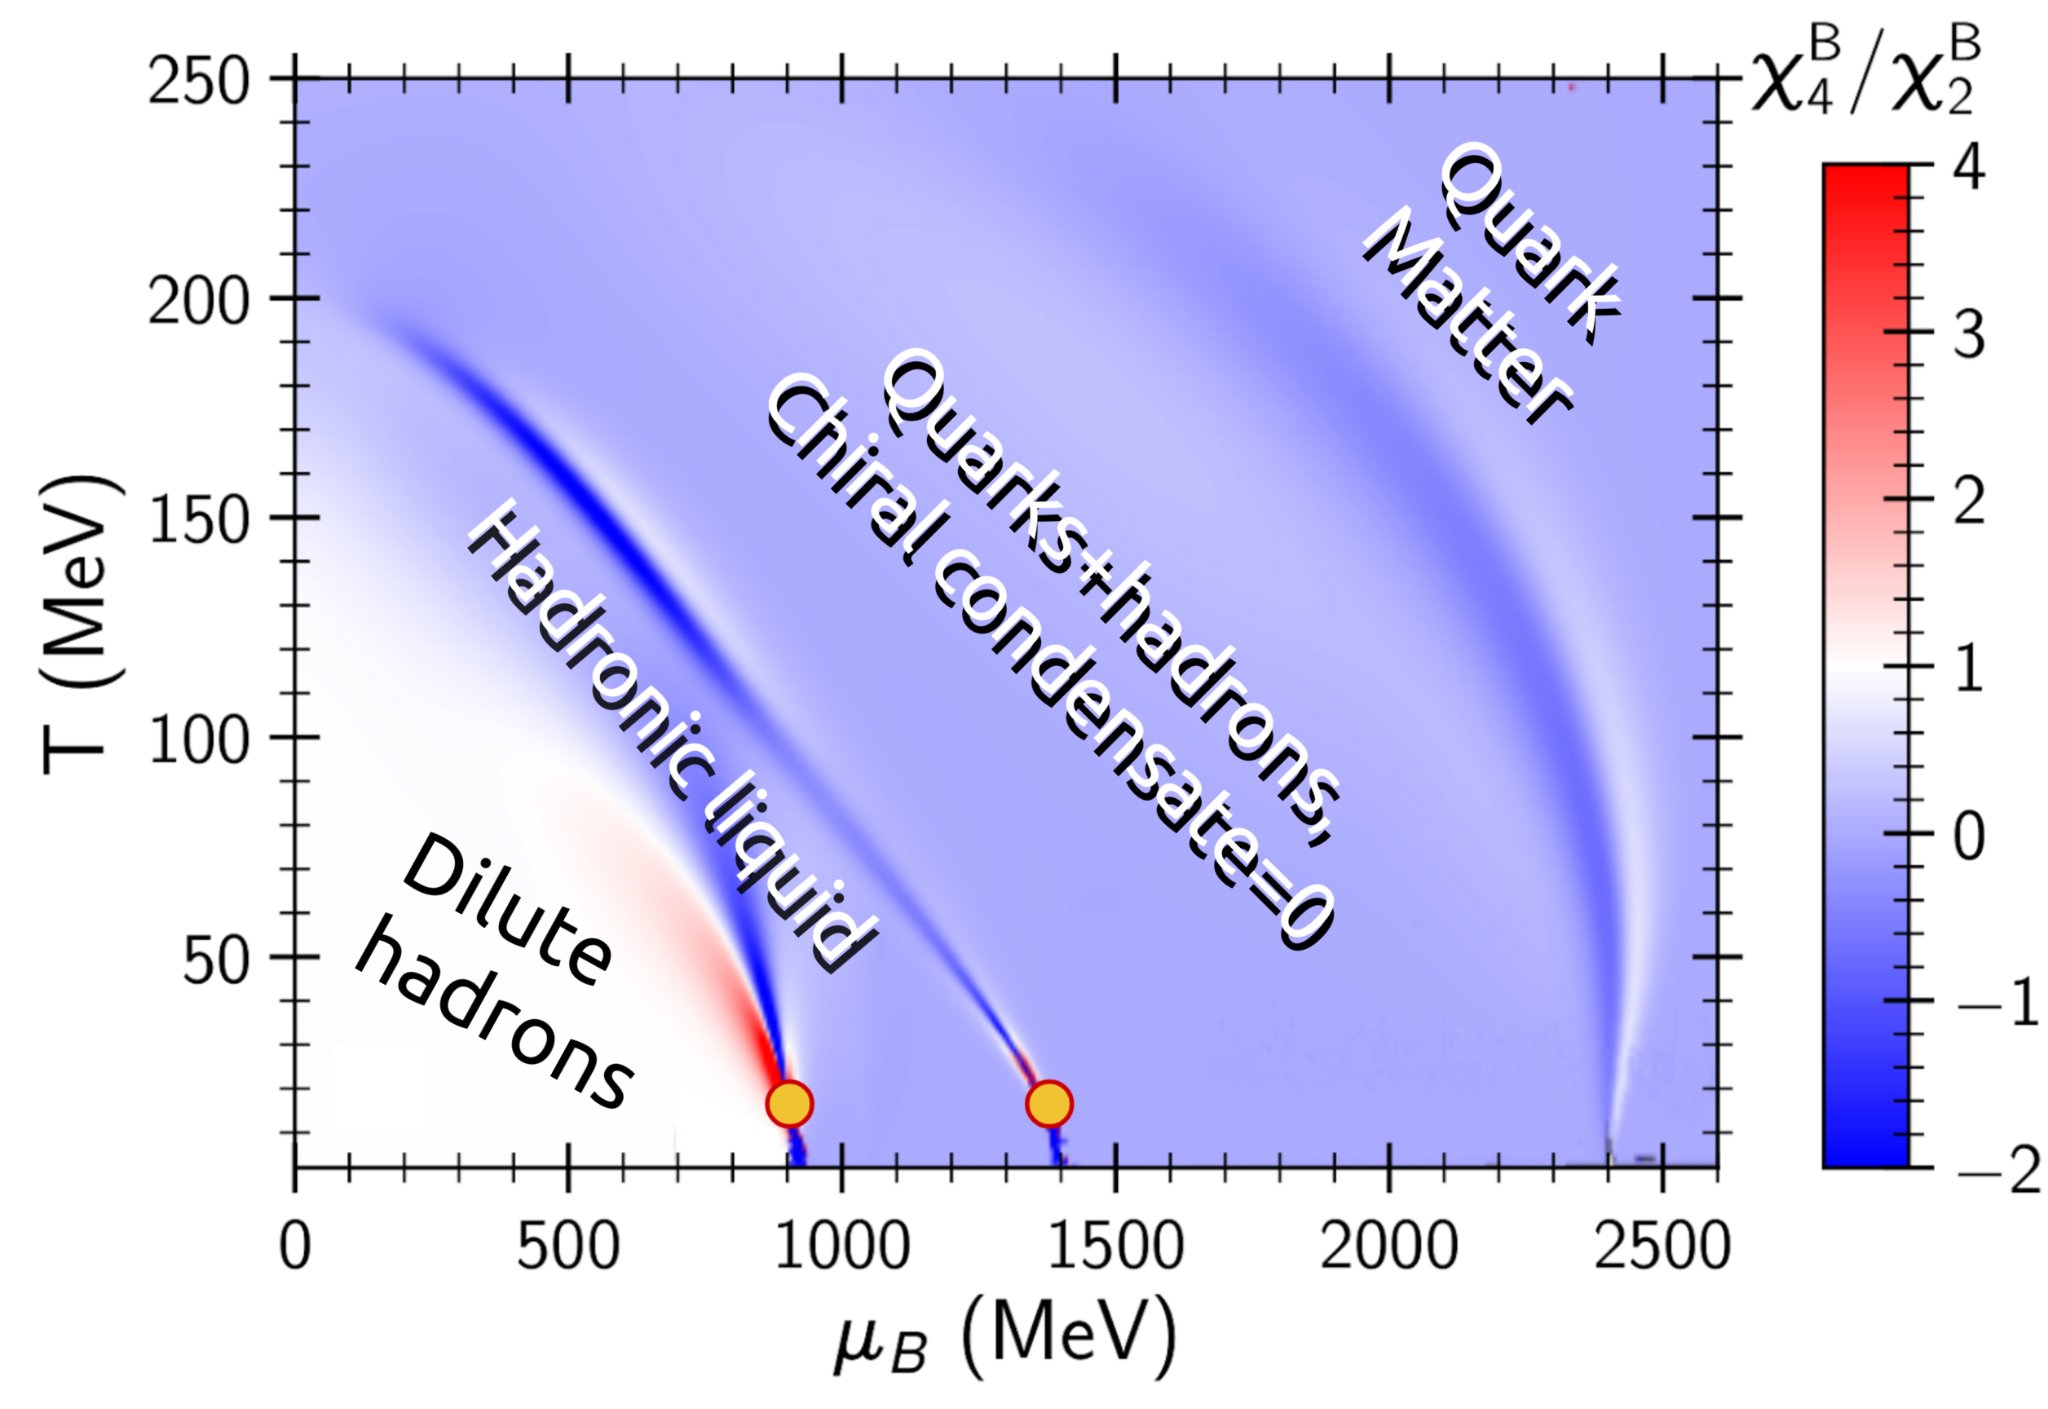 χ₄ᴮ/χ₂ᴮ
250
200
150
100
50
T (MeV)
0
500
1000
1500
2000
2500
μ_B (MeV)
4
3
2
1
0
−1
−2
Quark
Matter
Quarks+hadrons,
Chiral condensate=0
Hadronic liquid
Dilute
hadrons